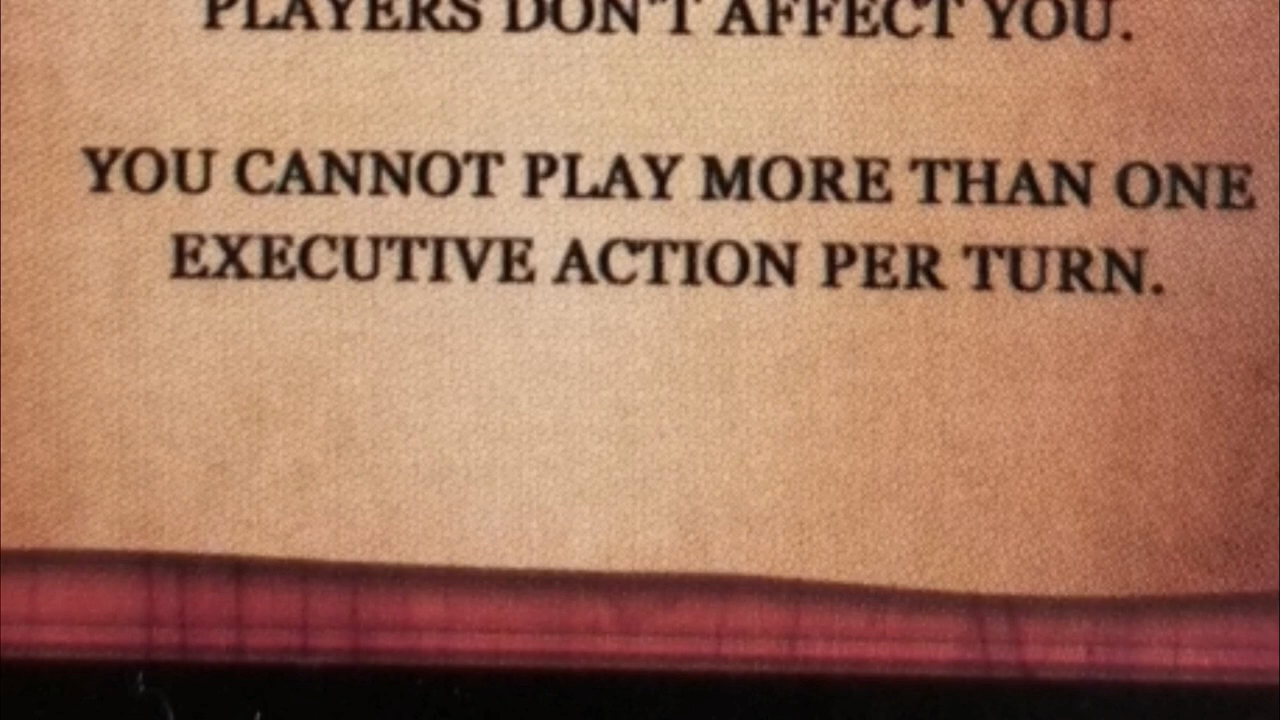 PLAYERS DON'T AFFECT YOU.
YOU CANNOT PLAY MORE THAN ONE
EXECUTIVE ACTION PER TURN.